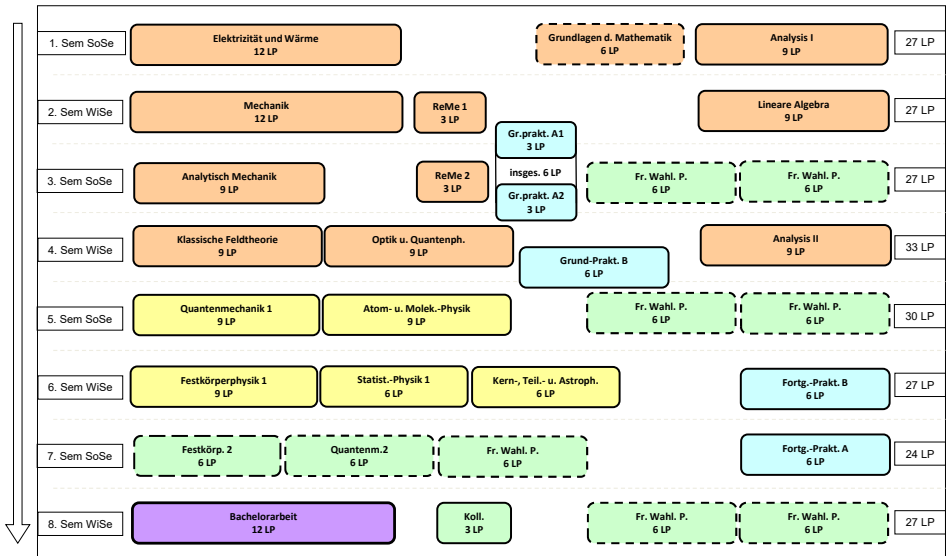 1. Sem SoSe
Elektrizität und Wärme
12 LP
Grundlagen d. Mathematik
6 LP
Analysis I
9 LP
27 LP
2. Sem WiSe
Mechanik
12 LP
ReMe 1
3 LP
Lineare Algebra
9 LP
27 LP
Gr.prakt. A1
3 LP
3. Sem SoSe
Analytisch Mechanik
9 LP
ReMe 2
3 LP
insges. 6 LP
Gr.prakt. A2
3 LP
Fr. Wahl. P.
6 LP
Fr. Wahl. P.
6 LP
27 LP
4. Sem WiSe
Klassische Feldtheorie
9 LP
Optik u. Quantenph.
9 LP
Grund-Prakt. B
6 LP
Analysis II
9 LP
33 LP
5. Sem SoSe
Quantenmechanik 1
9 LP
Atom- u. Molek.-Physik
9 LP
Fr. Wahl. P.
6 LP
Fr. Wahl. P.
6 LP
30 LP
6. Sem WiSe
Festkörperphysik 1
9 LP
Statist.-Physik 1
6 LP
Kern-, Teil.- u. Astroph.
6 LP
Fortg.-Prakt. B
6 LP
27 LP
7. Sem SoSe
Festkörp. 2
6 LP
Quantenm.2
6 LP
Fr. Wahl. P.
6 LP
Fortg.-Prakt. A
6 LP
24 LP
8. Sem WiSe
Bachelorarbeit
12 LP
Koll.
3 LP
Fr. Wahl. P.
6 LP
Fr. Wahl. P.
6 LP
27 LP